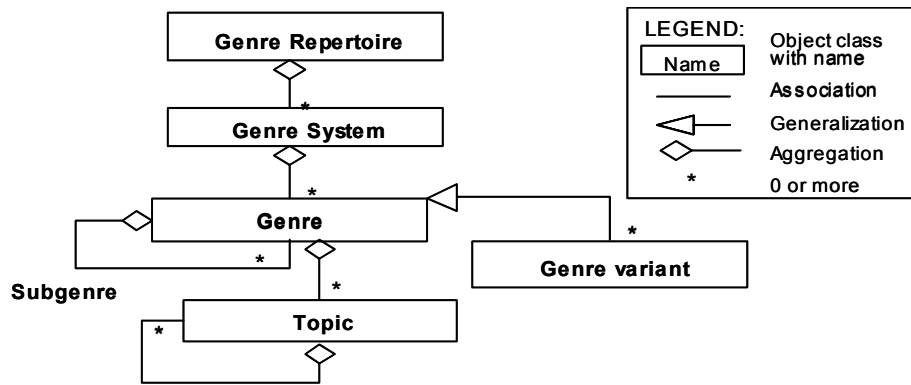 Genre Repertoire
*
Genre System
*
Genre
*
Subgenre
*
Genre variant
*
Topic
*
LEGEND:
Name
Object class
with name
Association
Generalization
Aggregation
*
0 or more